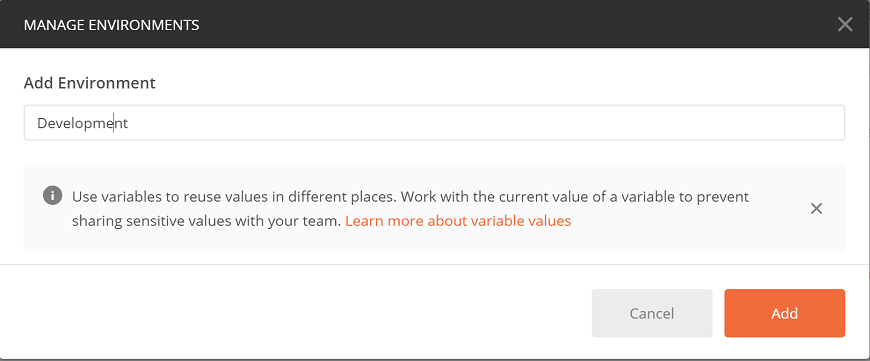 MANAGE ENVIRONMENTS
Add Environment
Development
Use variables to reuse values in different places. Work with the current value of a variable to prevent
sharing sensitive values with your team. Learn more about variable values
Cancel
Add